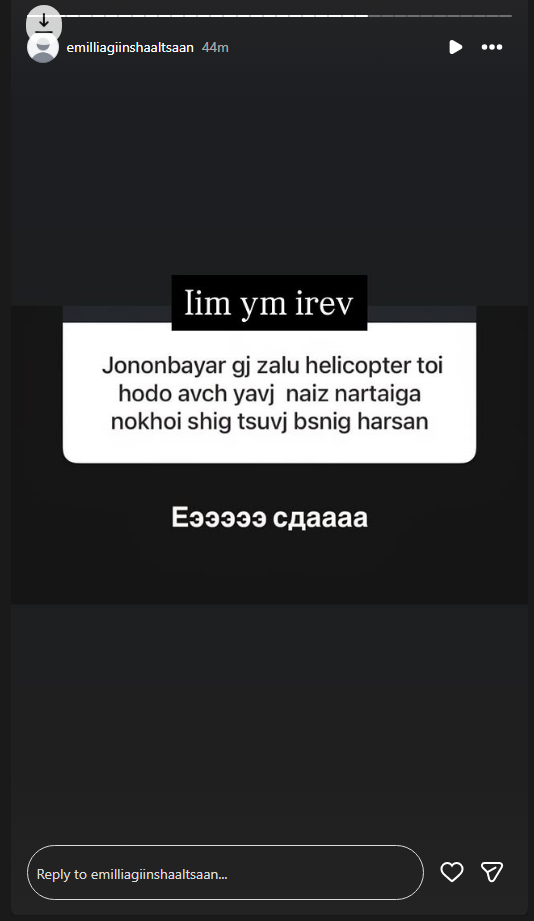 emilliagiinshaaltsaan 44m
Iim ym irev
Jononbayar gj zalu helicopter toi
hodo avch yavj naiz nartaiga
nokhoi shig tsuvj bsnig harsan
Еэээээ сдаааа
Reply to emilliagiinshaaltsaan...